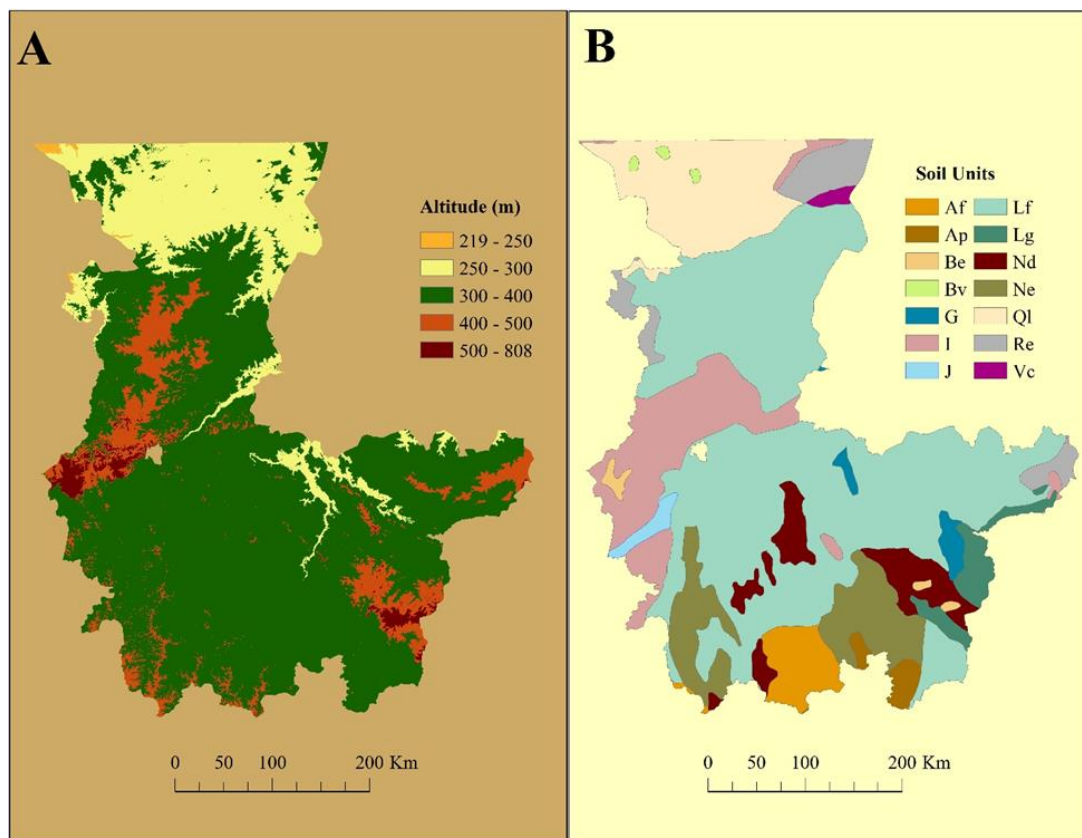 A
Altitude (m)
219 - 250
250 - 300
300 - 400
400 - 500
500 - 808
0 50 100 200 Km
B
Soil Units
Af Lf
Ap Lg
Be Nd
Bv Ne
G Ql
I Re
J Vc
0 50 100 200 Km